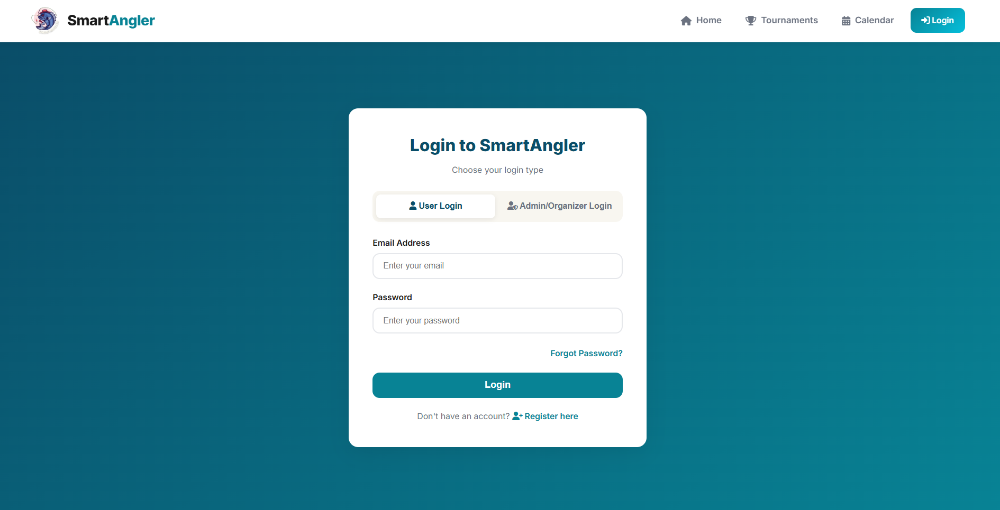 SmartAngler
Home
Tournaments
Calendar
Login
Login to SmartAngler
Choose your login type
User Login
Admin/Organizer Login
Email Address
Enter your email
Password
Enter your password
Forgot Password?
Login
Don't have an account? Register here